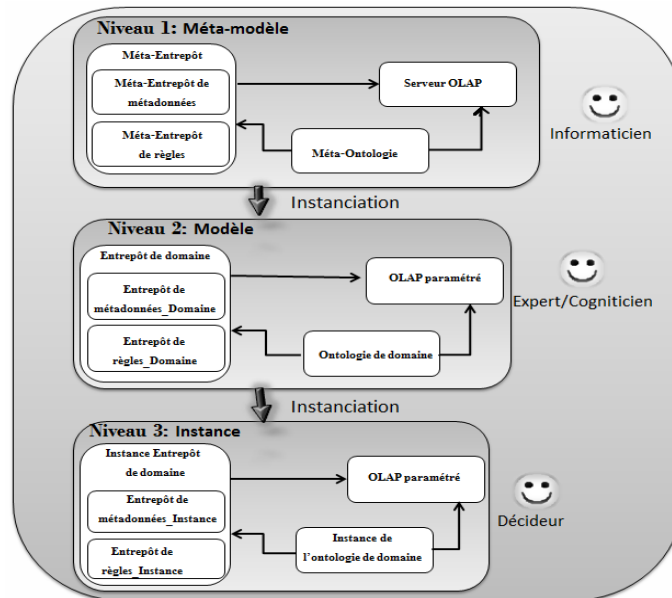 Niveau 1: Méta-modèle
Méta-Entrepôt
Méta-Entrepôt de
métadonnées
Méta-Entrepôt
de règles
Serveur OLAP
Méta-Ontologie
Informaticien
Instanciation
Niveau 2: Modèle
Entrepôt de domaine
Entrepôt de
métadonnées_Domaine
Entrepôt de
règles_Domaine
OLAP paramétré
Ontologie de domaine
Expert/Cogniticien
Instanciation
Niveau 3: Instance
Instance Entrepôt
de domaine
Entrepôt de
métadonnées_Instance
Entrepôt de
règles_Instance
OLAP paramétré
Instance de
l'ontologie de domaine
Décideur